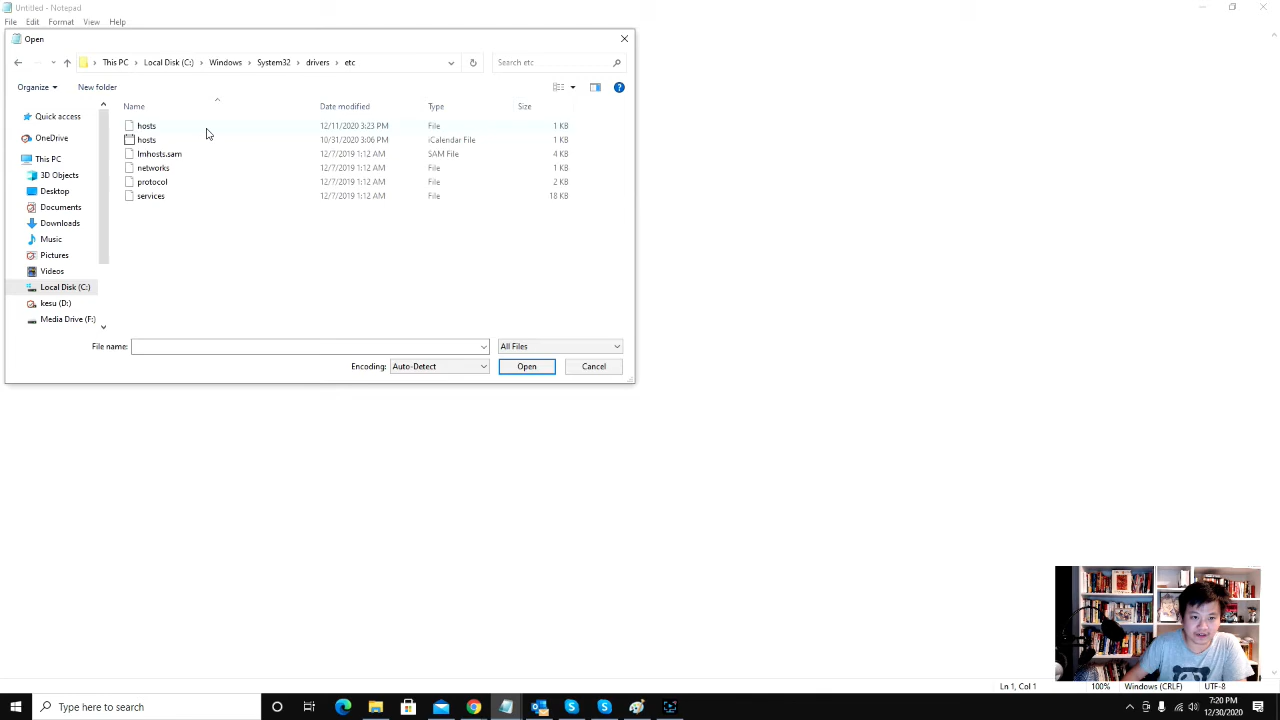 Untitled - Notepad
File Edit Format View Help
Open
This PC > Local Disk (C:) > Windows > System32 > drivers > etc
Search etc
Organize New folder
Name Date modified Type Size
hosts 12/11/2020 3:23 PM File 1 KB
hosts 10/31/2020 3:06 PM iCalendar File 1 KB
lmhosts.sam 12/7/2019 1:12 AM SAM File 4 KB
networks 12/7/2019 1:12 AM File 1 KB
protocol 12/7/2019 1:12 AM File 2 KB
services 12/7/2019 1:12 AM File 18 KB
Quick access
OneDrive
This PC
3D Objects
Desktop
Documents
Downloads
Music
Pictures
Videos
Local Disk (C:)
kesu (D:)
Media Drive (F:)
File name: All Files
Encoding: Auto-Detect Open Cancel
Ln 1, Col 1 100% Windows (CRLF) UTF-8
Type here to search
7:20 PM
12/30/2020